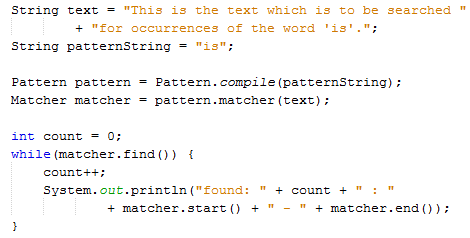 String text = "This is the text which is to be searched "
+ "for occurrences of the word 'is'.";
String patternString = "is";
Pattern pattern = Pattern.compile(patternString);
Matcher matcher = pattern.matcher(text);
int count = 0;
while(matcher.find()) {
count++;
System.out.println("found: " + count + " : "
+ matcher.start() + " - " + matcher.end());
}